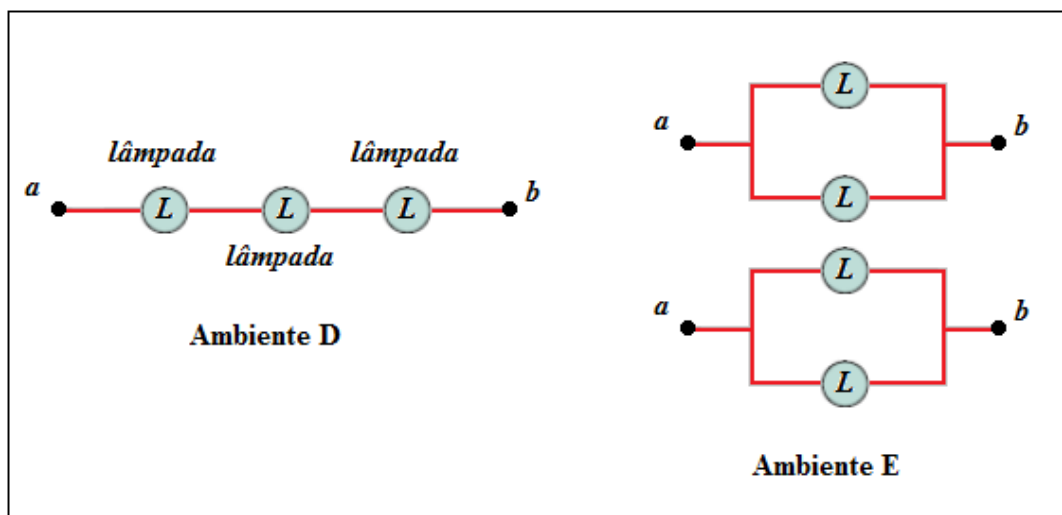 lâmpada lâmpada
a L L L b
lâmpada
Ambiente D
L
a b
L
L
a b
L
Ambiente E